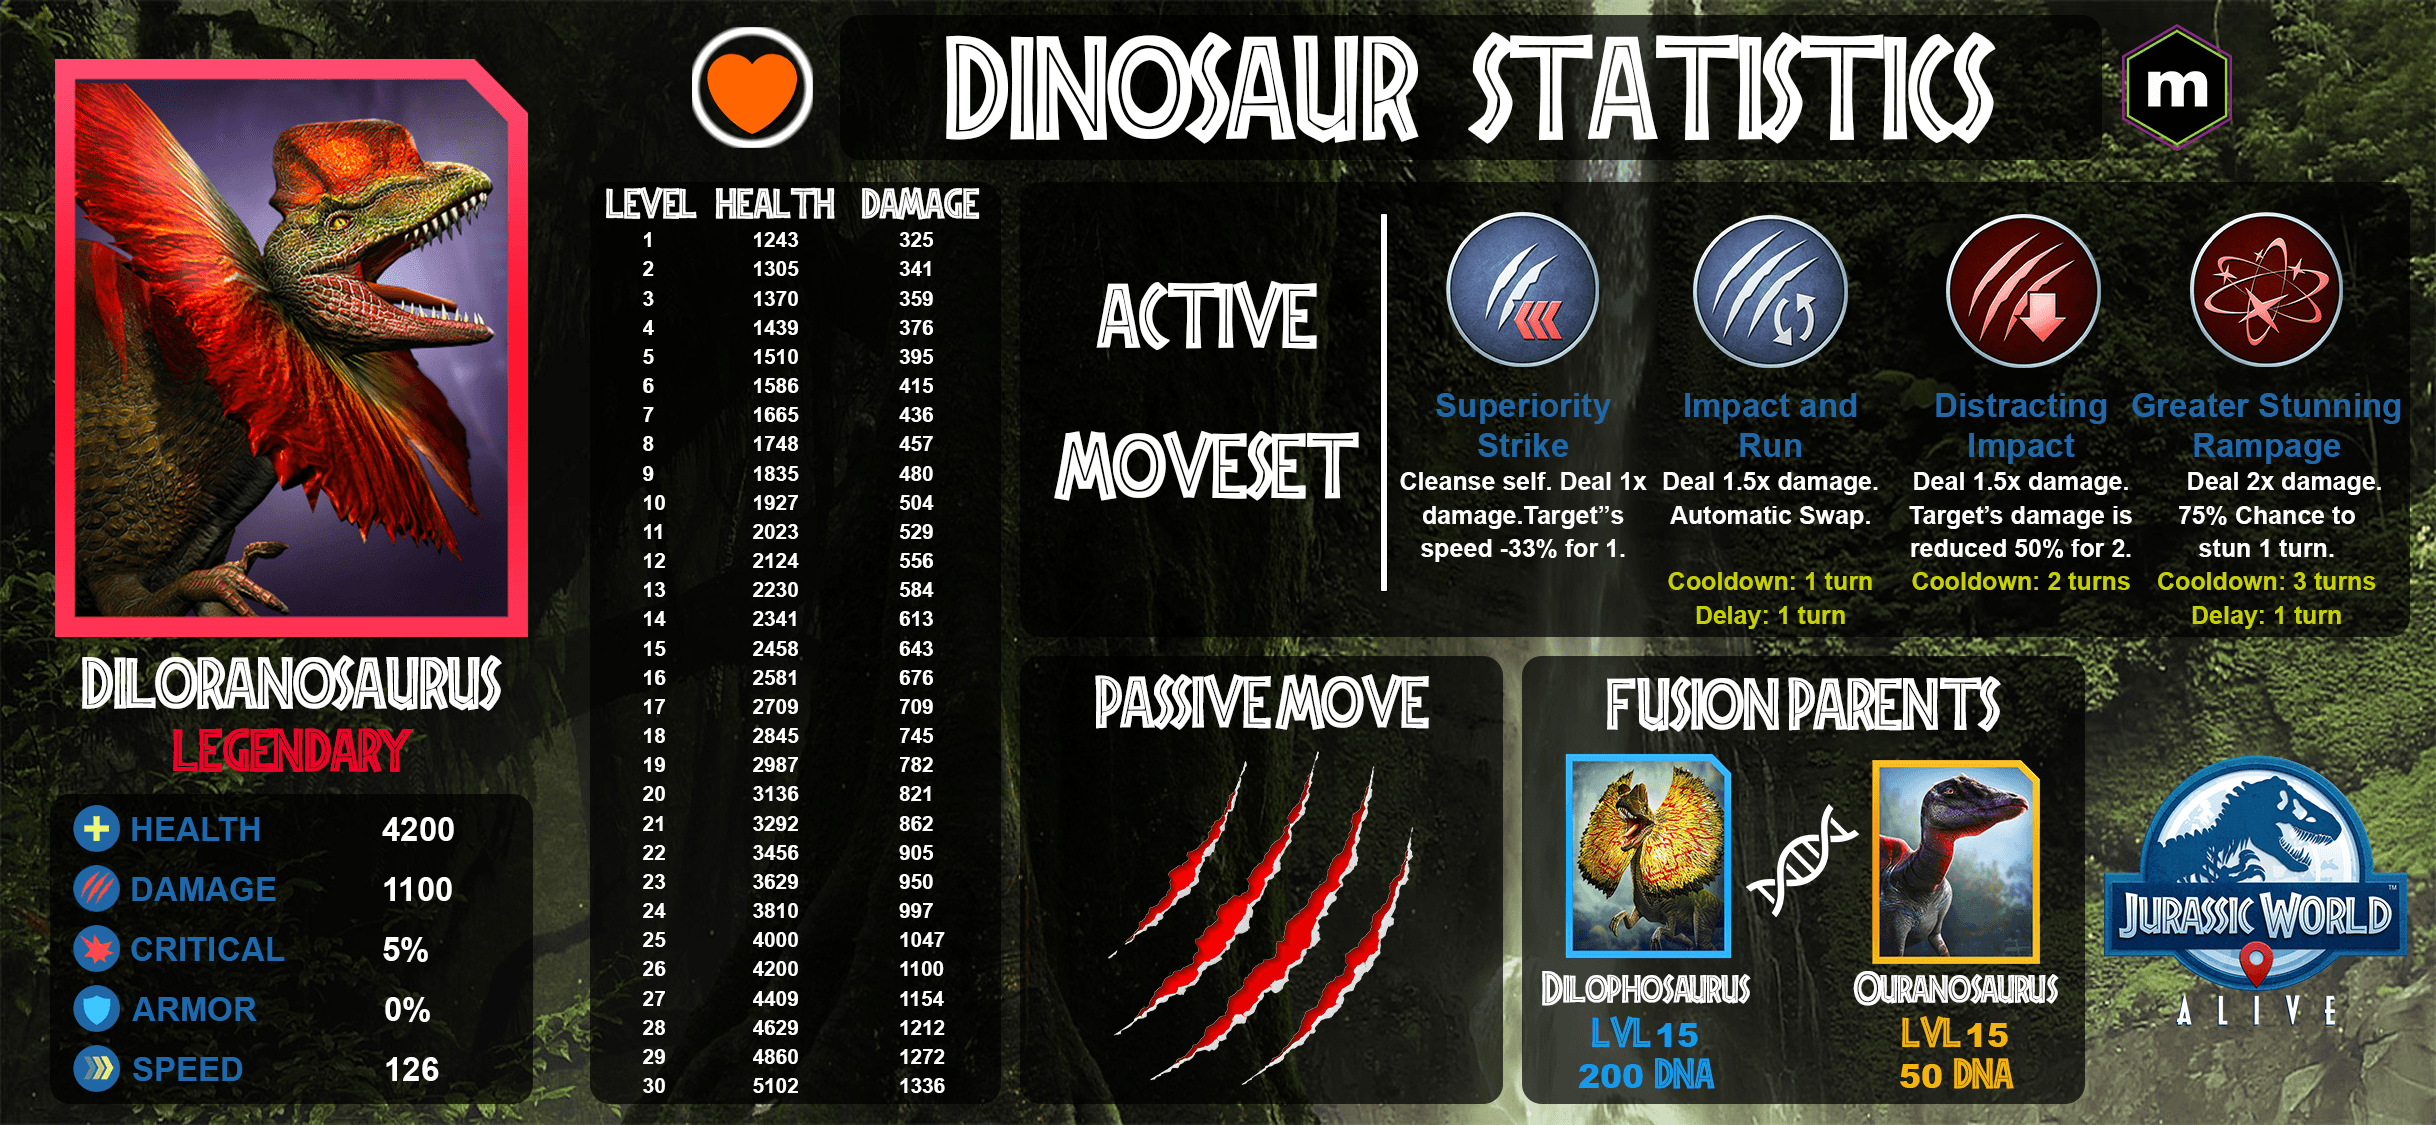 DINOSAUR STATISTICS
m
DILORANOSAURUS
LEGENDARY
HEALTH 4200
DAMAGE 1100
CRITICAL 5%
ARMOR 0%
SPEED 126
LEVEL HEALTH DAMAGE
1 1243 325
2 1305 341
3 1370 359
4 1439 376
5 1510 395
6 1586 415
7 1665 436
8 1748 457
9 1835 480
10 1927 504
11 2023 529
12 2124 556
13 2230 584
14 2341 613
15 2458 643
16 2581 676
17 2709 709
18 2845 745
19 2987 782
20 3136 821
21 3292 862
22 3456 905
23 3629 950
24 3810 997
25 4000 1047
26 4200 1100
27 4409 1154
28 4629 1212
29 4860 1272
30 5102 1336
ACTIVE
MOVESET
Superiority
Strike
Cleanse self. Deal 1x
damage.Target”s
speed -33% for 1.
Impact and
Run
Deal 1.5x damage.
Automatic Swap.
Cooldown: 1 turn
Delay: 1 turn
Distracting
Impact
Deal 1.5x damage.
Target’s damage is
reduced 50% for 2.
Cooldown: 2 turns
Greater Stunning
Rampage
Deal 2x damage.
75% Chance to
stun 1 turn.
Cooldown: 3 turns
Delay: 1 turn
PASSIVE MOVE
FUSION PARENTS
DILOPHOSAURUS
LVL 15
200 DNA
OURANOSAURUS
LVL 15
50 DNA
JURASSIC WORLD™
ALIVE